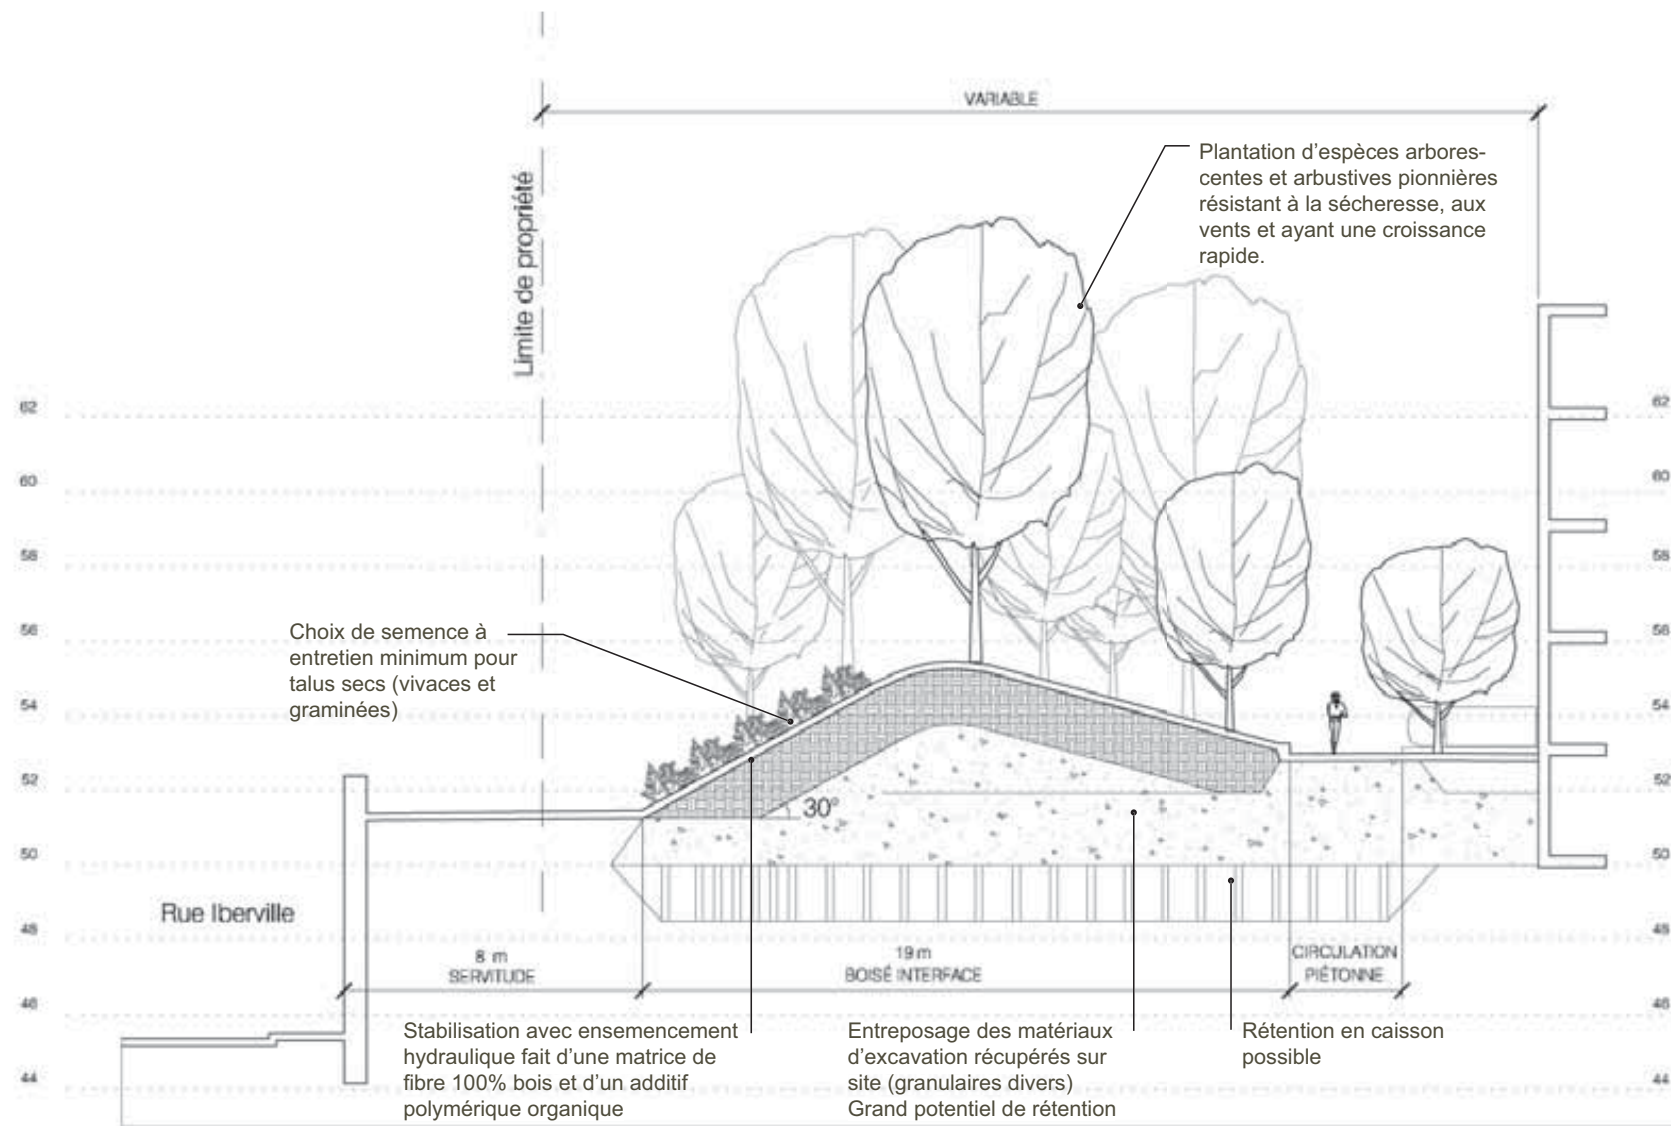 VARIABLE
Limite de propriété
Plantation d'espèces arbores-
centes et arbustives pionnières
résistant à la sécheresse, aux
vents et ayant une croissance
rapide.
62
62
60
60
58
58
56
56
Choix de semence à
entretien minimum pour
talus secs (vivaces et
graminées)
54
54
52
52
30°
50
50
Rue Iberville
48
48
8 m
SERVITUDE
19 m
BOISÉ INTERFACE
CIRCULATION
PIÉTONNE
46
46
Stabilisation avec ensemencement
hydraulique fait d'une matrice de
fibre 100% bois et d'un additif
polymérique organique
Entreposage des matériaux
d'excavation récupérés sur
site (granulaires divers)
Grand potentiel de rétention
Rétention en caisson
possible
44
44